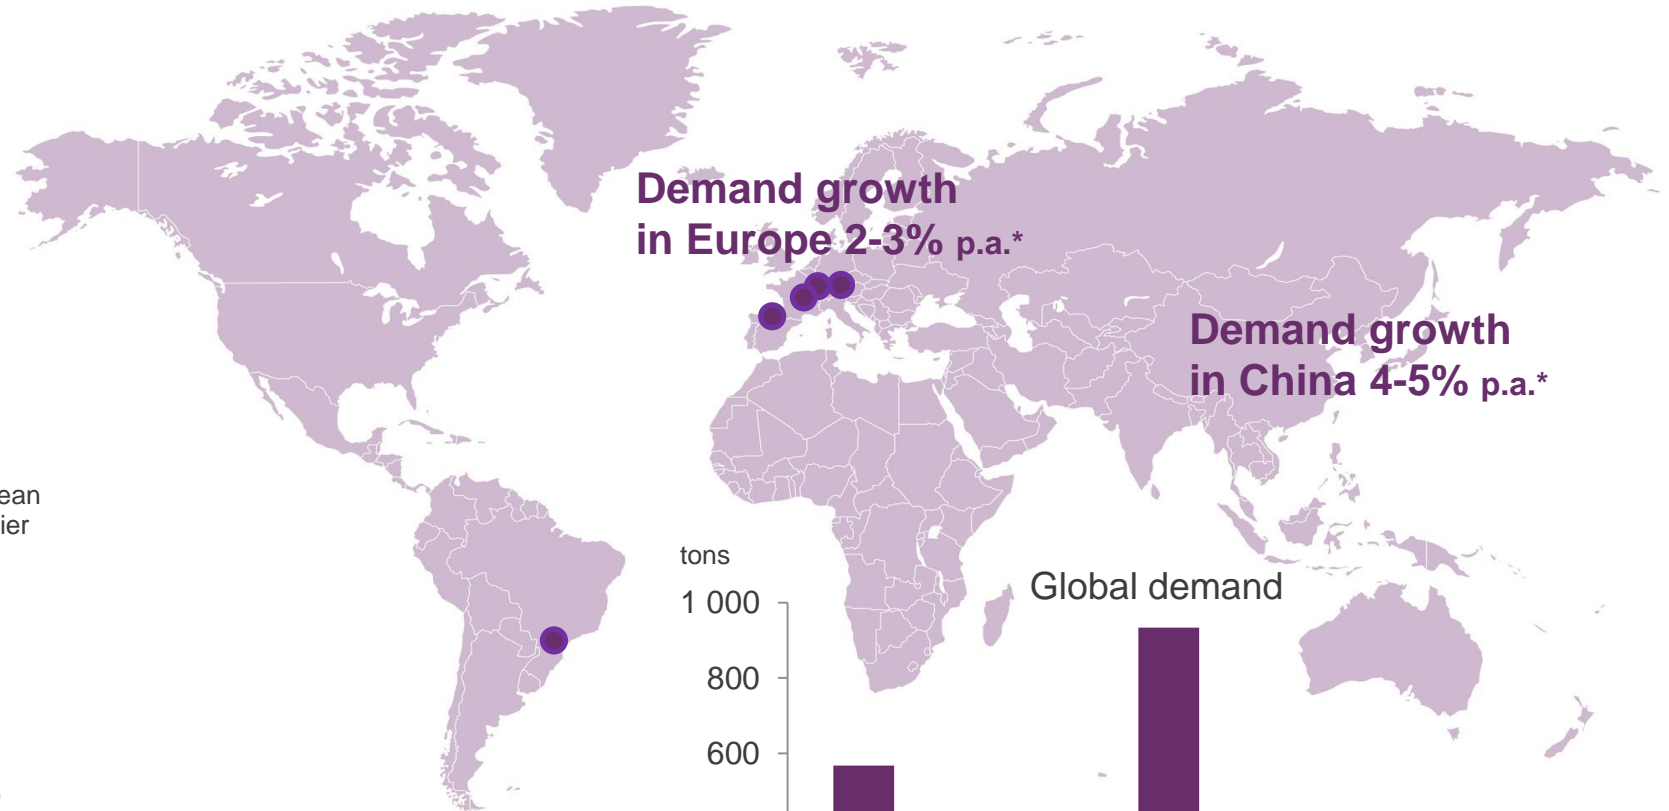 Demand growth
in Europe 2-3% p.a.*
Demand growth
in China 4-5% p.a.*
ean
ier
tons
Global demand
1 000
800
600